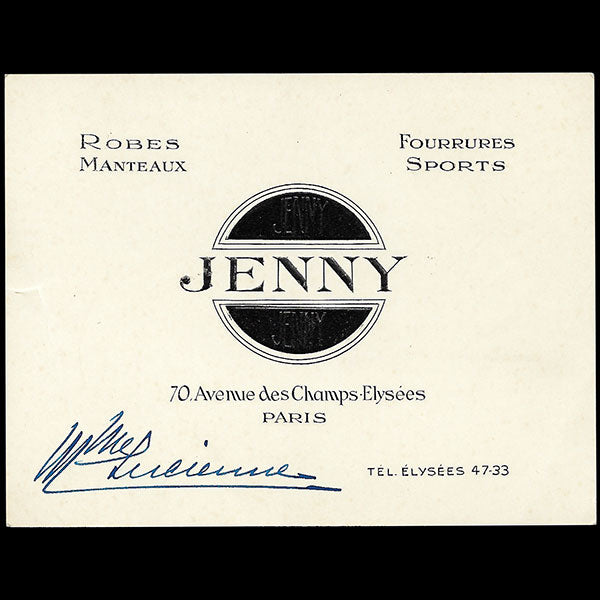 ROBES
MANTEAUX
FOURRURES
SPORTS
JENNY
JENNY
JENNY
70. Avenue des Champs-Elysées
PARIS
Mme Lucienne
TÉL. ÉLYSÉES 47-33